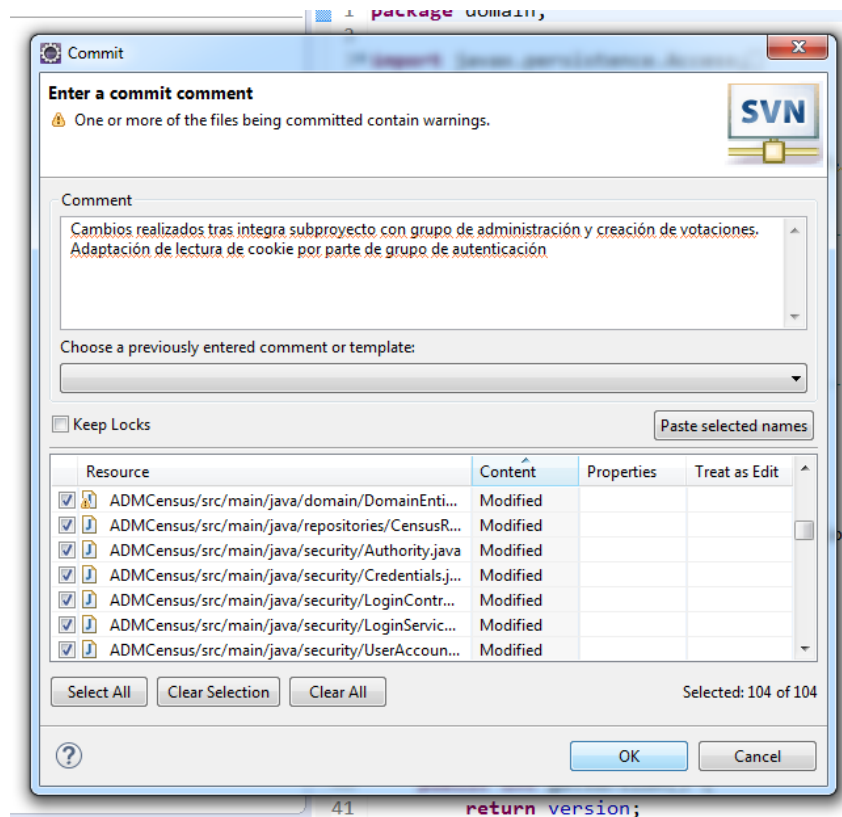 1 package domain;
Commit
Enter a commit comment
One or more of the files being committed contain warnings.
SVN
Comment
Cambios realizados tras integra subproyecto con grupo de administración y creación de votaciones.
Adaptación de lectura de cookie por parte de grupo de autenticación
Choose a previously entered comment or template:
Keep Locks
Paste selected names
Resource Content Properties Treat as Edit
ADMCensus/src/main/java/domain/DomainEnti... Modified
ADMCensus/src/main/java/repositories/CensusR... Modified
ADMCensus/src/main/java/security/Authority.java Modified
ADMCensus/src/main/java/security/Credentials.j... Modified
ADMCensus/src/main/java/security/LoginContr... Modified
ADMCensus/src/main/java/security/LoginServic... Modified
ADMCensus/src/main/java/security/UserAccoun... Modified
Select All Clear Selection Clear All Selected: 104 of 104
? OK Cancel
41 return version;